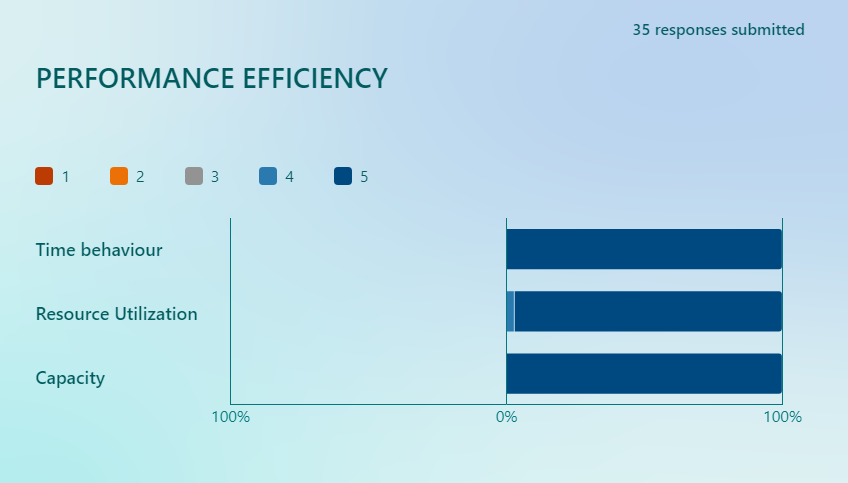 35 responses submitted
PERFORMANCE EFFICIENCY
1 2 3 4 5
Time behaviour
Resource Utilization
Capacity
100% 0% 100%